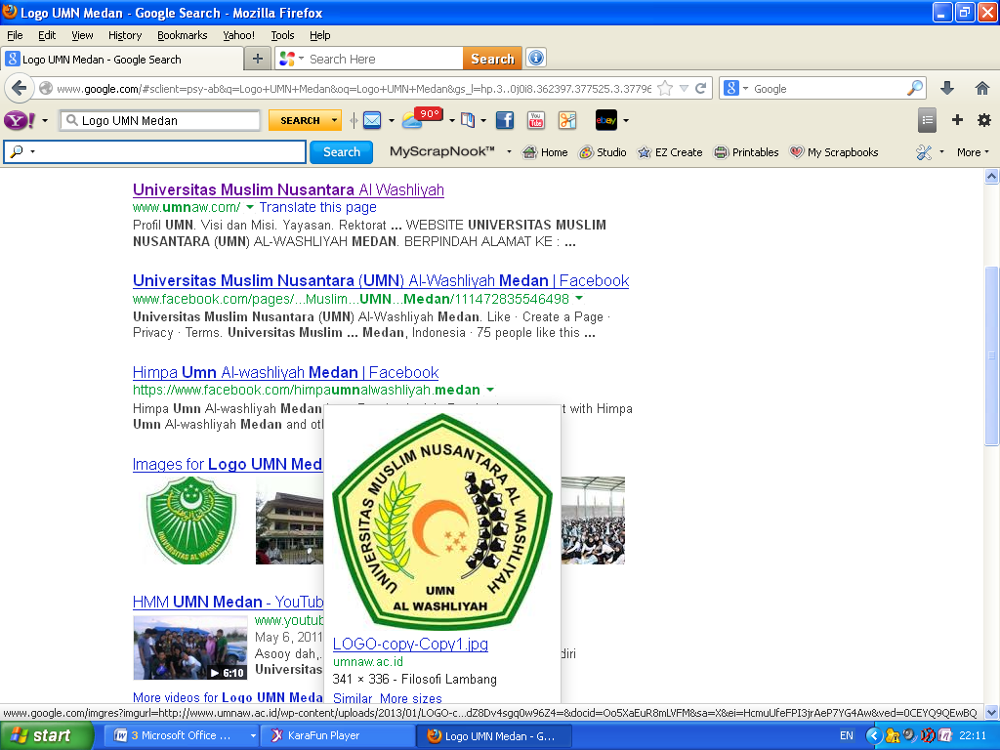 Logo UMN Medan - Google Search - Mozilla Firefox
File Edit View History Bookmarks Yahoo! Tools Help
Logo UMN Medan - Google Search
Search Here Search
www.google.com/#sclient=psy-ab&q=Logo+UMN+Medan&oq=Logo+UMN+Medan&gs_l=hp.3..0j0i8.362397.377525.3.37796
Google
Logo UMN Medan SEARCH 90° You Tube ebay
Search MyScrapNook™ Home Studio EZ Create Printables My Scrapbooks More
Universitas Muslim Nusantara Al Washliyah
www.umnaw.com/ Translate this page
Profil UMN. Visi dan Misi. Yayasan. Rektorat ... WEBSITE UNIVERSITAS MUSLIM
NUSANTARA (UMN) AL-WASHLIYAH MEDAN. BERPINDAH ALAMAT KE : ...
Universitas Muslim Nusantara (UMN) Al-Washliyah Medan | Facebook
www.facebook.com/pages/...Muslim...UMN...Medan/111472835546498
Universitas Muslim Nusantara (UMN) Al-Washliyah Medan. Like · Create a Page ·
Privacy · Terms. Universitas Muslim ... Medan, Indonesia · 75 people like this ...
Himpa Umn Al-washliyah Medan | Facebook
https://www.facebook.com/himpaumnalwashliyah.medan
Himpa Umn Al-washliyah Medan t with Himpa
Umn Al-washliyah Medan and oth
Images for Logo UMN Med
UNIVERSITAS AL WASHLIYAH
UNIVERSITAS MUSLIM NUSANTARA AL WASHLIYAH
UMN
AL WASHLIYAH
LOGO-copy-Copy1.jpg
umnaw.ac.id
341 × 336 - Filosofi Lambang
Similar More sizes
HMM UMN Medan - YouTub
www.youtub
May 6, 2011
Asooy dah, diri
Universitas
6:10
More videos for Logo UMN Meda
www.google.com/imgres?imgurl=http://www.umnaw.ac.id/wp-content/uploads/2013/01/LOGO-c...dZ8Dv4sgq0w96Z4=&docid=Oo5XaEuR8mLVFM&sa=X&ei=HcmuUfeFPI3jrAeP7YG4Aw&ved=0CEYQ9QEwBQ
start 3 Microsoft Office ... KaraFun Player Logo UMN Medan - G... EN 22:11